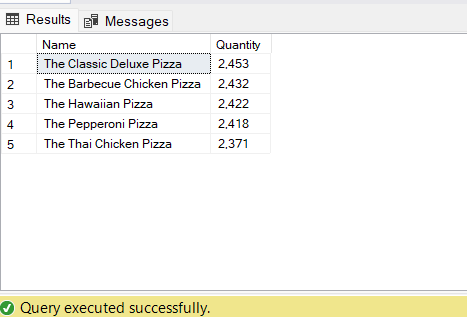 Results Messages
Name Quantity
1 The Classic Deluxe Pizza 2,453
2 The Barbecue Chicken Pizza 2,432
3 The Hawaiian Pizza 2,422
4 The Pepperoni Pizza 2,418
5 The Thai Chicken Pizza 2,371
Query executed successfully.